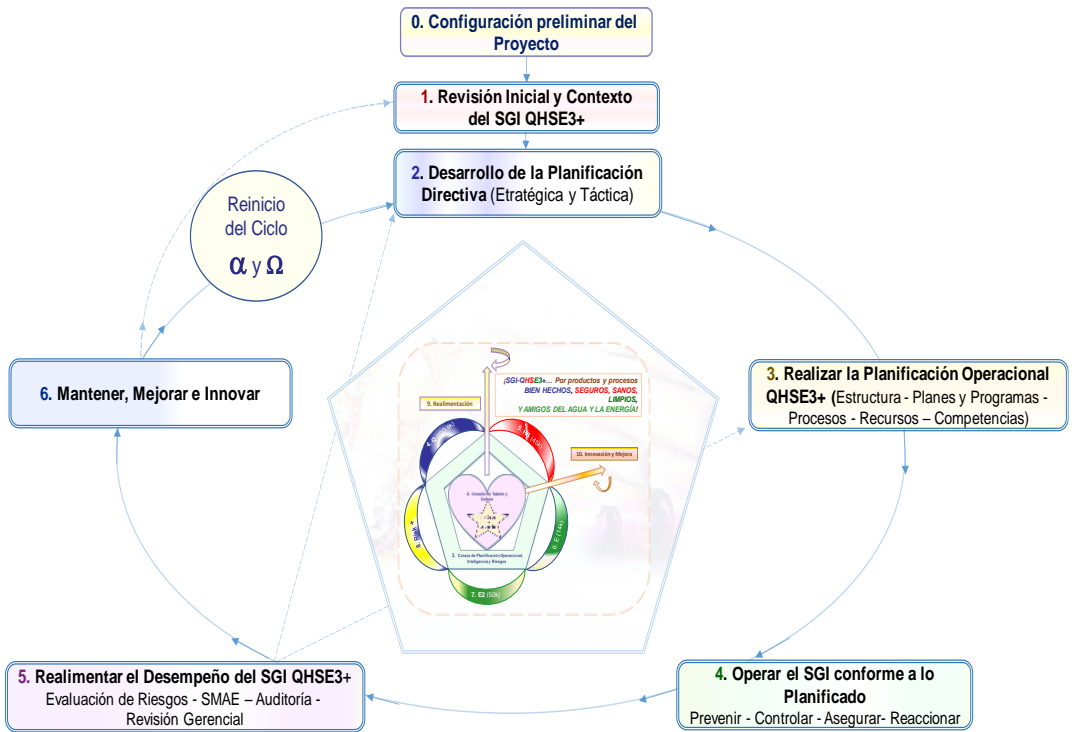 0. Configuración preliminar del
Proyecto
1. Revisión Inicial y Contexto
del SGI QHSE3+
2. Desarrollo de la Planificación
Directiva (Etratégica y Táctica)
Reinicio
del Ciclo
α y Ω
6. Mantener, Mejorar e Innovar
3. Realizar la Planificación Operacional
QHSE3+ (Estructura - Planes y Programas -
Procesos - Recursos – Competencias)
¡SGI-QHSE3+... Por productos y procesos
BIEN HECHOS, SEGUROS, SANOS,
LIMPIOS,
Y AMIGOS DEL AGUA Y LA ENERGÍA!
9. Realimentación
10. Innovación y Mejora
8. Risk +
6. E (14k)
7. E2 (50k)
5. Realimentar el Desempeño del SGI QHSE3+
Evaluación de Riesgos - SMAE – Auditoría -
Revisión Gerencial
4. Operar el SGI conforme a lo
Planificado
Prevenir - Controlar - Asegurar- Reaccionar